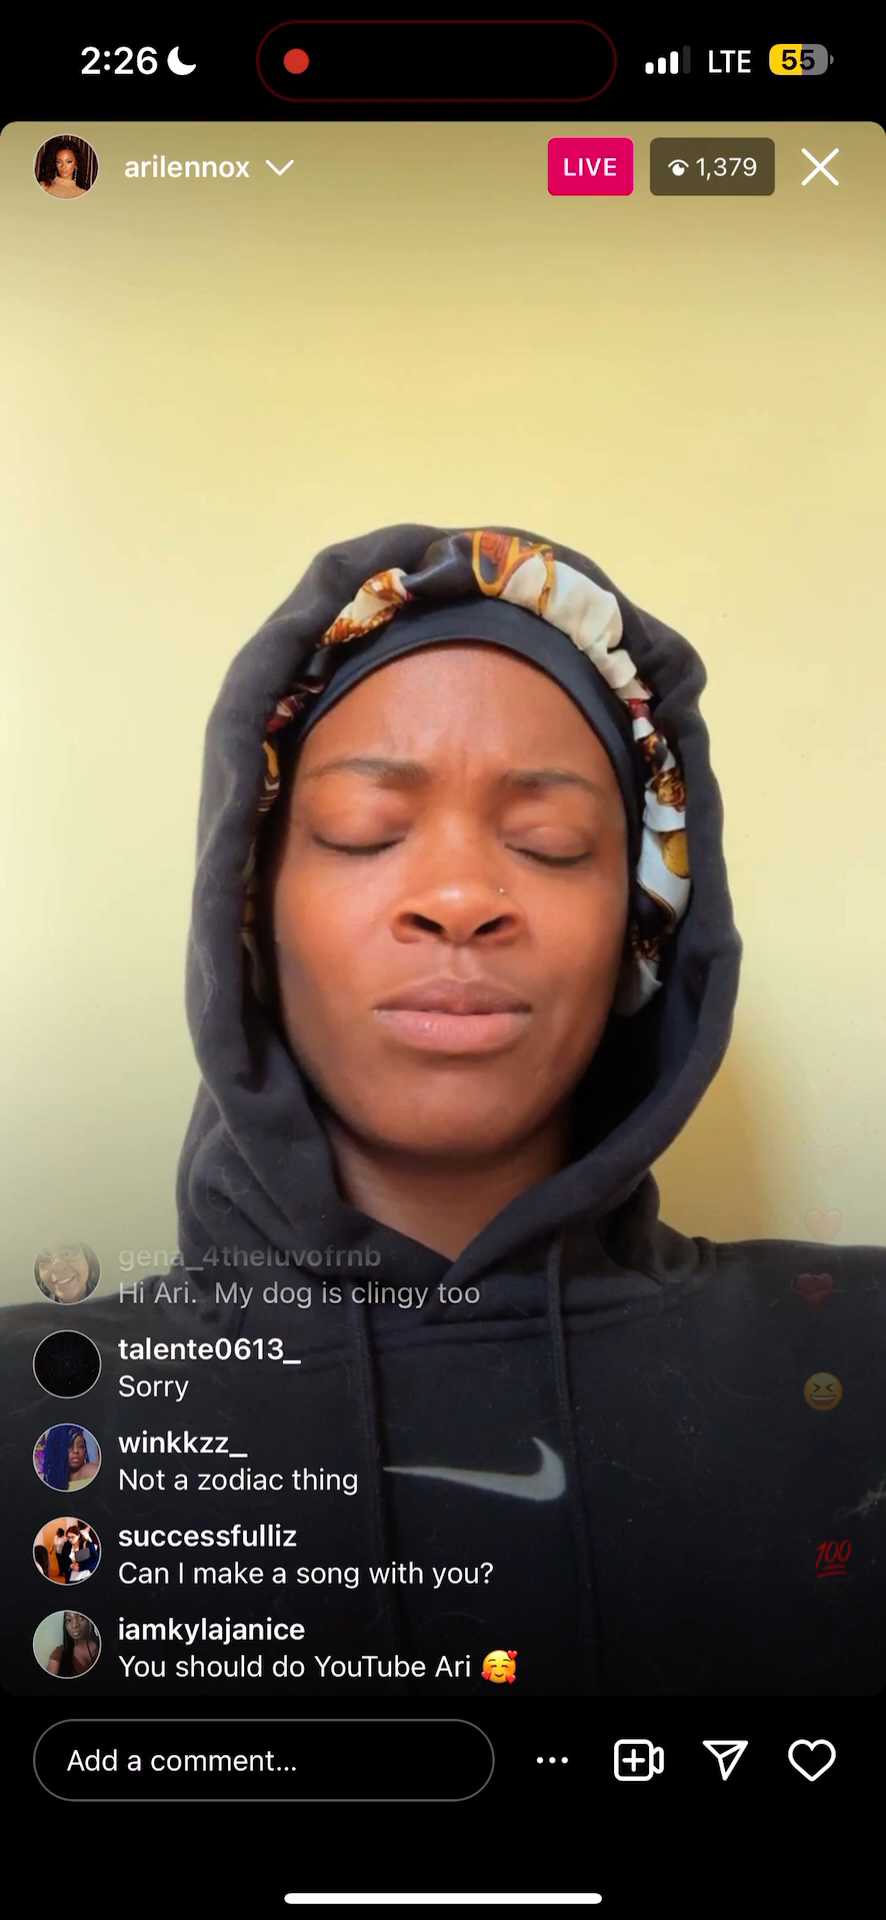 2:26
LTE
55
arilennox
LIVE
1,379
gena_4theluvofrnb
Hi Ari. My dog is clingy too
talente0613_
Sorry
winkkzz_
Not a zodiac thing
successfulliz
Can I make a song with you?
100
iamkylajanice
You should do YouTube Ari 🥰
Add a comment...